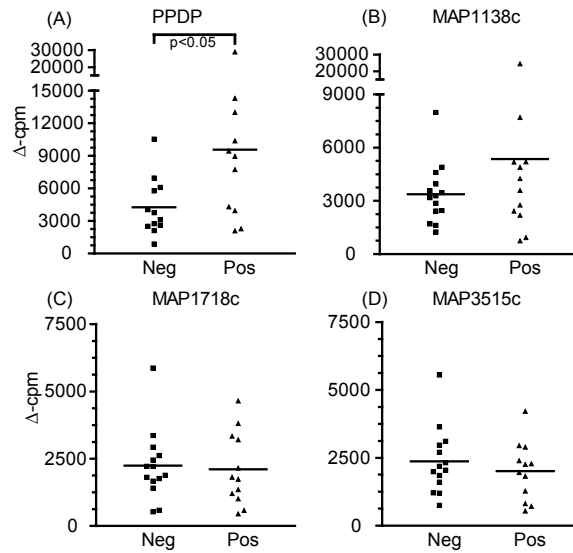 (A) PPDP
p<0.05
30000
20000
15000
12000
9000
6000
3000
0
Δ-cpm
Neg Pos
(B) MAP1138c
30000
20000
9000
6000
3000
0
Neg Pos
(C) MAP1718c
7500
5000
2500
0
Δ-cpm
Neg Pos
(D) MAP3515c
7500
5000
2500
0
Neg Pos